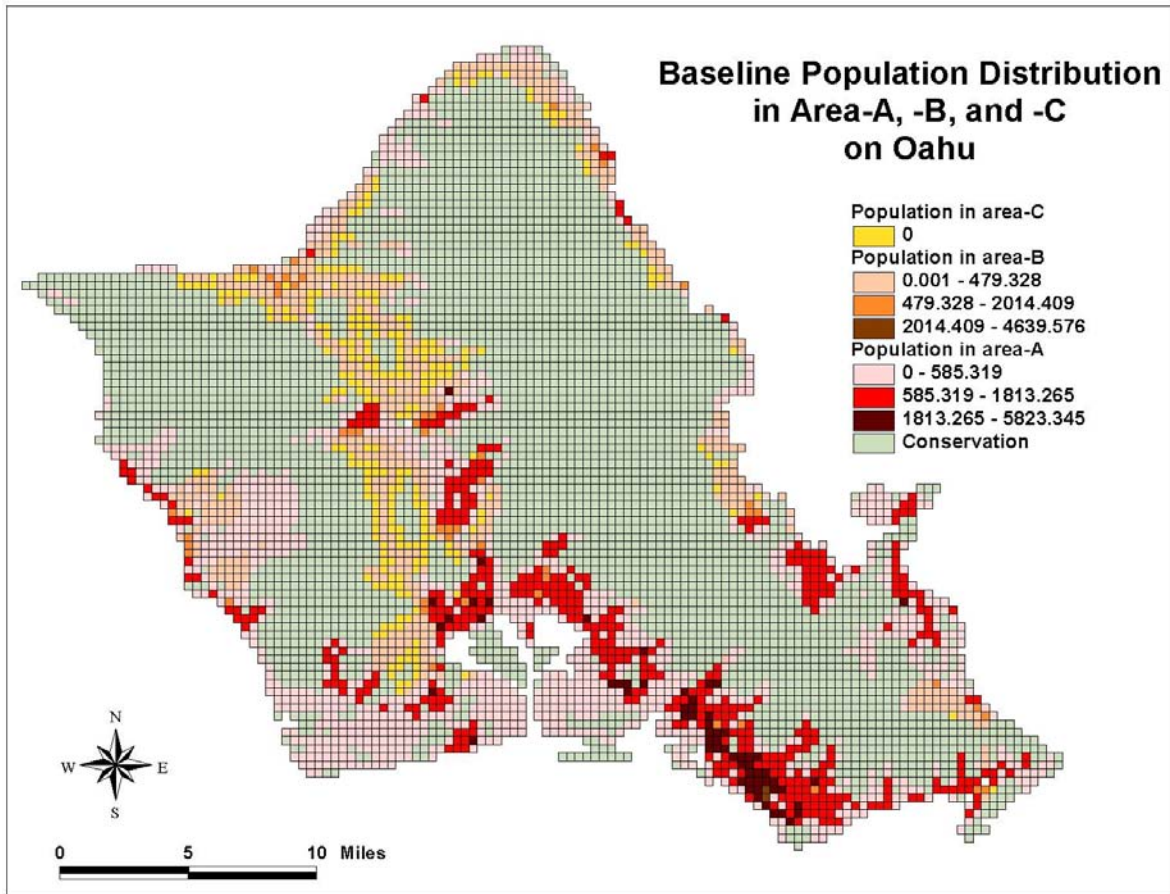 Baseline Population Distribution
in Area-A, -B, and -C
on Oahu
Population in area-C
0
Population in area-B
0.001 - 479.328
479.328 - 2014.409
2014.409 - 4639.576
Population in area-A
0 - 585.319
585.319 - 1813.265
1813.265 - 5823.345
Conservation
N
W E
S
0 5 10 Miles